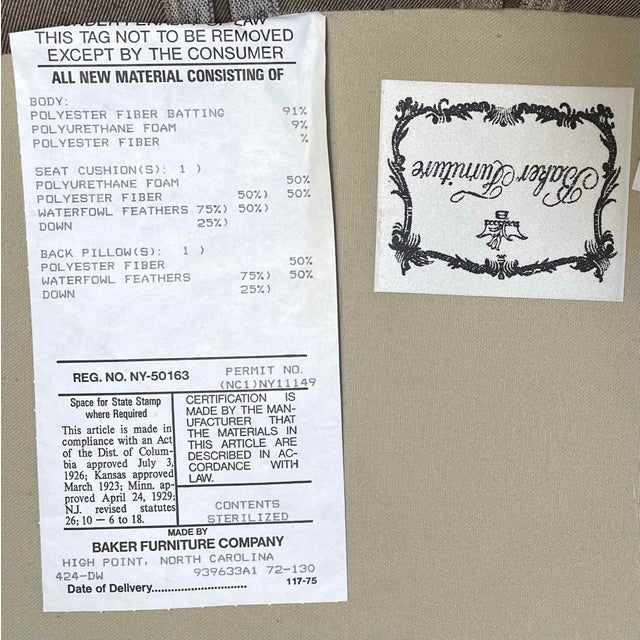 UNDER PENALTY OF LAW
THIS TAG NOT TO BE REMOVED
EXCEPT BY THE CONSUMER
ALL NEW MATERIAL CONSISTING OF
BODY:
POLYESTER FIBER BATTING 91%
POLYURETHANE FOAM 9%
POLYESTER FIBER %
SEAT CUSHION(S): 1 )
POLYURETHANE FOAM 50%
POLYESTER FIBER 50%) 50%
WATERFOWL FEATHERS 75%) 50%)
DOWN 25%)
BACK PILLOW(S): 1 )
POLYESTER FIBER 50%
WATERFOWL FEATHERS 75%) 50%
DOWN 25%)
REG. NO. NY-50163 PERMIT NO.
(NC1)NY11149
Space for State Stamp
where Required
This article is made in
compliance with an Act
of the Dist. of Colum-
bia approved July 3,
1926; Kansas approved
March 1923; Minn. ap-
proved April 24, 1929;
N.J. revised statutes
26; 10 — 6 to 18.
CERTIFICATION IS
MADE BY THE MAN-
UFACTURER THAT
THE MATERIALS IN
THIS ARTICLE ARE
DESCRIBED IN AC-
CORDANCE WITH
LAW.
CONTENTS
STERILIZED
MADE BY
BAKER FURNITURE COMPANY
HIGH POINT, NORTH CAROLINA
424-DW 939633A1 72-130
Date of Delivery............................ 117-75
Baker Furniture